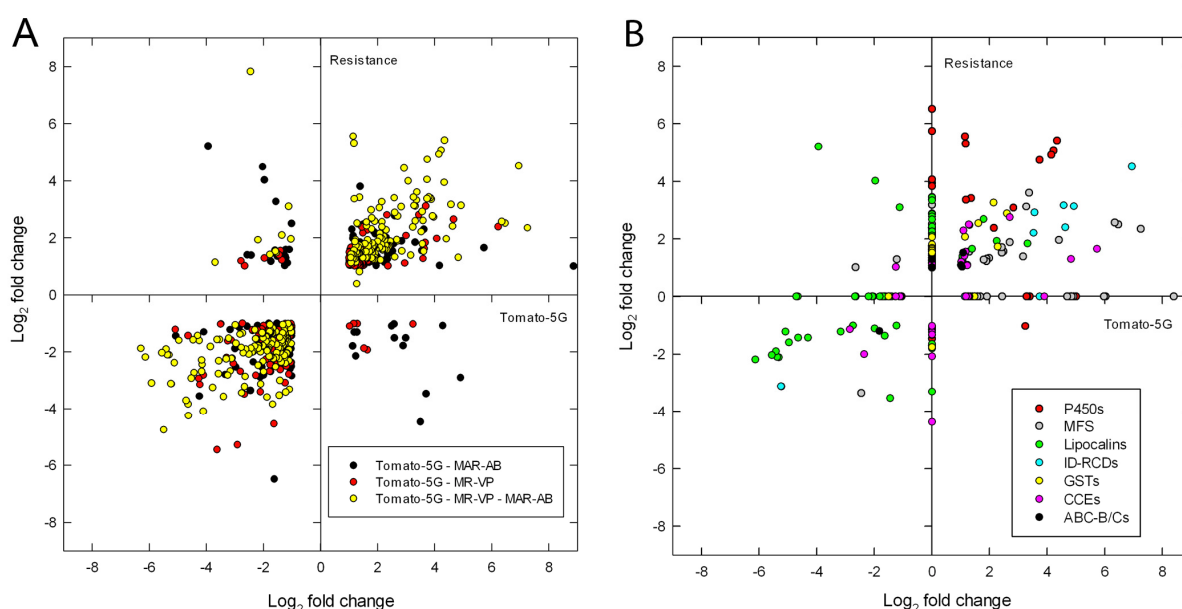 A
Log2 fold change
8
6
4
2
0
-2
-4
-6
-8
Resistance
Tomato-5G
Tomato-5G - MAR-AB
Tomato-5G - MR-VP
Tomato-5G - MR-VP - MAR-AB
-8 -6 -4 -2 0 2 4 6 8
Log2 fold change
B
Log2 fold change
8
6
4
2
0
-2
-4
-6
-8
Resistance
Tomato-5G
P450s
MFS
Lipocalins
ID-RCDs
GSTs
CCEs
ABC-B/Cs
-8 -6 -4 -2 0 2 4 6 8
Log2 fold change